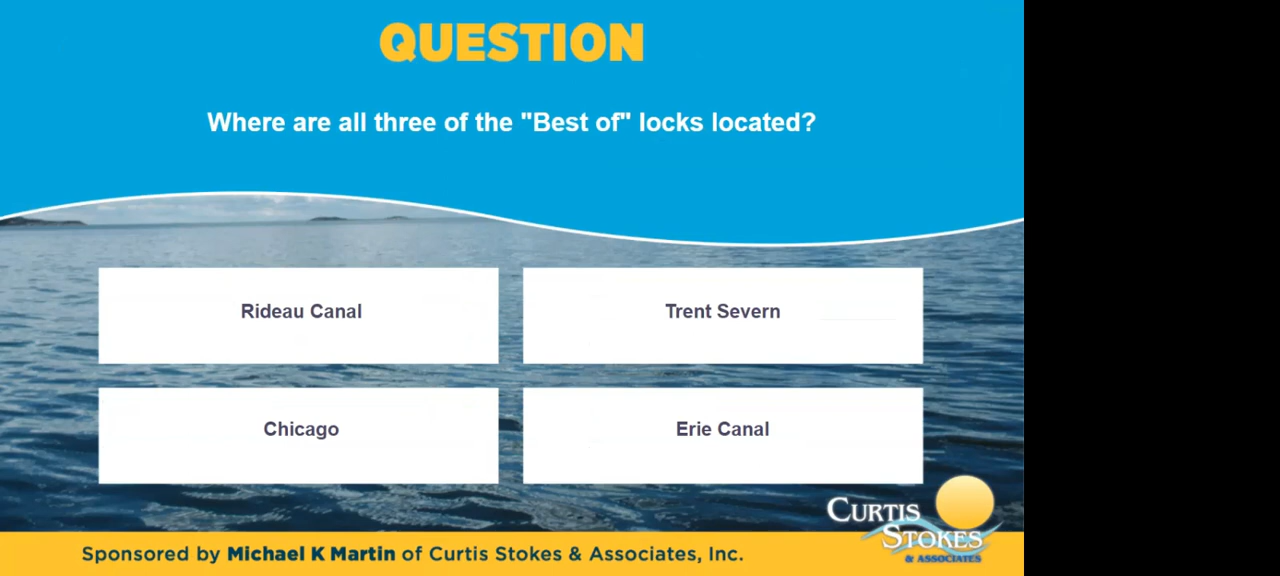 QUESTION
Where are all three of the "Best of" locks located?
Rideau Canal
Trent Severn
Chicago
Erie Canal
CURTIS
STOKES
& ASSOCIATES
Sponsored by Michael K Martin of Curtis Stokes & Associates, Inc.